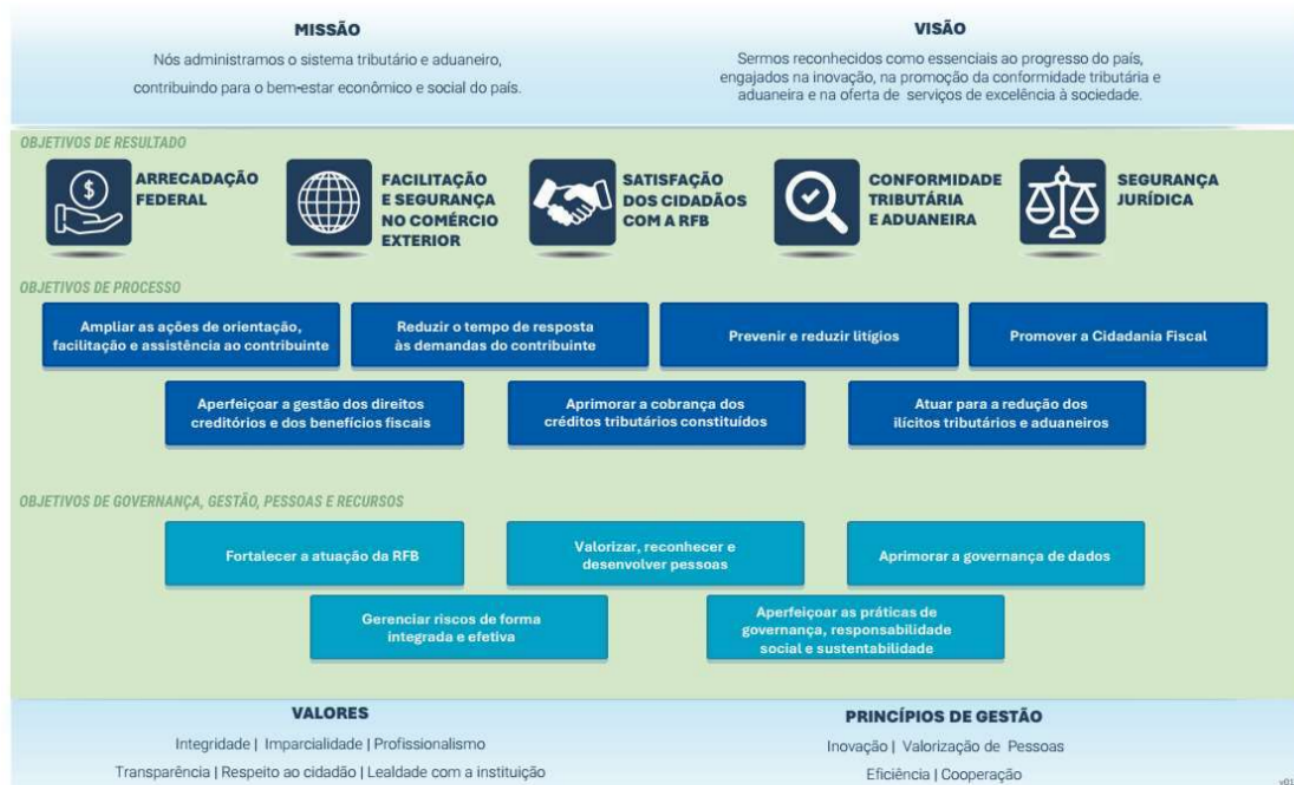 MISSÃO
Nós administramos o sistema tributário e aduaneiro,
contribuindo para o bem-estar econômico e social do país.
VISÃO
Sermos reconhecidos como essenciais ao progresso do país,
engajados na inovação, na promoção da conformidade tributária e
aduaneira e na oferta de serviços de excelência à sociedade.
OBJETIVOS DE RESULTADO
$
ARRECADAÇÃO
FEDERAL
FACILITAÇÃO
E SEGURANÇA
NO COMÉRCIO
EXTERIOR
SATISFAÇÃO
DOS CIDADÃOS
COM A RFB
CONFORMIDADE
TRIBUTÁRIA
E ADUANEIRA
SEGURANÇA
JURÍDICA
OBJETIVOS DE PROCESSO
Ampliar as ações de orientação,
facilitação e assistência ao contribuinte
Reduzir o tempo de resposta
às demandas do contribuinte
Prevenir e reduzir litígios
Promover a Cidadania Fiscal
Aperfeiçoar a gestão dos direitos
creditórios e dos benefícios fiscais
Aprimorar a cobrança dos
créditos tributários constituídos
Atuar para a redução dos
ilícitos tributários e aduaneiros
OBJETIVOS DE GOVERNANÇA, GESTÃO, PESSOAS E RECURSOS
Fortalecer a atuação da RFB
Valorizar, reconhecer e
desenvolver pessoas
Aprimorar a governança de dados
Gerenciar riscos de forma
integrada e efetiva
Aperfeiçoar as práticas de
governança, responsabilidade
social e sustentabilidade
VALORES
Integridade | Imparcialidade | Profissionalismo
Transparência | Respeito ao cidadão | Lealdade com a instituição
PRINCÍPIOS DE GESTÃO
Inovação | Valorização de Pessoas
Eficiência | Cooperação
v01